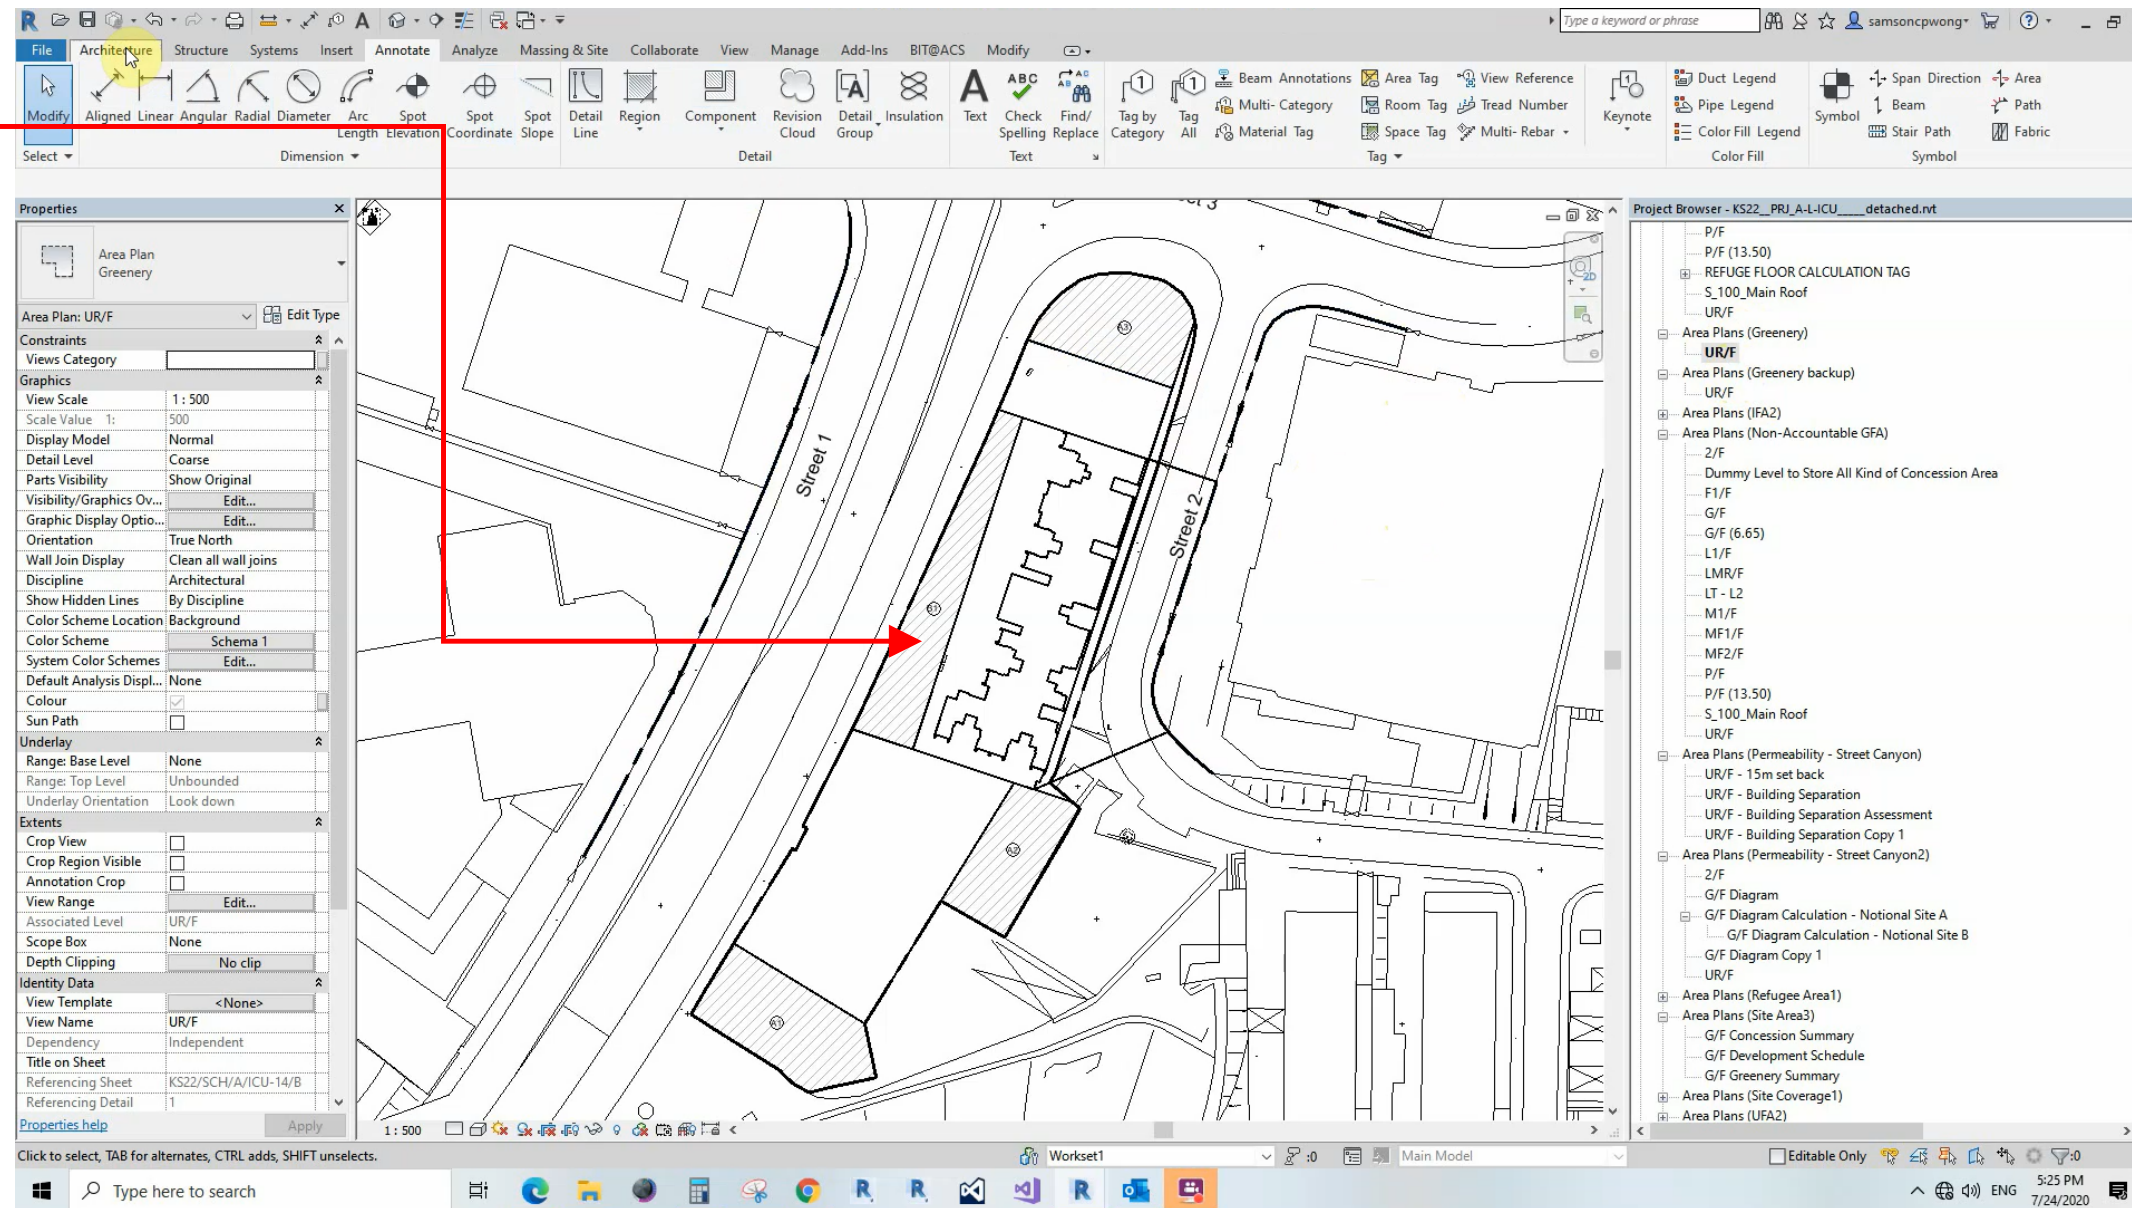 Type a keyword or phrase
samsoncpwong
File Architecture Structure Systems Insert Annotate Analyze Massing & Site Collaborate View Manage Add-Ins BIT@ACS Modify
Modify
Aligned Linear Angular Radial Diameter Arc Length Spot Elevation Spot Coordinate Spot Slope
Detail Line Region Component Revision Cloud Detail Group Insulation
Text Check Spelling Find/ Replace
Tag by Category Tag All
Beam Annotations Area Tag View Reference
Multi- Category Room Tag Tread Number
Material Tag Space Tag Multi- Rebar
Keynote
Duct Legend
Pipe Legend
Color Fill Legend
Symbol
Span Direction Area
Beam Path
Stair Path Fabric
Select Dimension Detail Text Tag Color Fill Symbol
Properties
Area Plan
Greenery
Area Plan: UR/F Edit Type
Constraints
Views Category
Graphics
View Scale 1 : 500
Scale Value 1: 500
Display Model Normal
Detail Level Coarse
Parts Visibility Show Original
Visibility/Graphics Ov... Edit...
Graphic Display Optio... Edit...
Orientation True North
Wall Join Display Clean all wall joins
Discipline Architectural
Show Hidden Lines By Discipline
Color Scheme Location Background
Color Scheme Schema 1
System Color Schemes Edit...
Default Analysis Displ... None
Colour
Sun Path
Underlay
Range: Base Level None
Range: Top Level Unbounded
Underlay Orientation Look down
Extents
Crop View
Crop Region Visible
Annotation Crop
View Range Edit...
Associated Level UR/F
Scope Box None
Depth Clipping No clip
Identity Data
View Template <None>
View Name UR/F
Dependency Independent
Title on Sheet
Referencing Sheet KS22/SCH/A/ICU-14/B
Referencing Detail 1
Properties help Apply
Street 1
Street 2
A3
B1
A2
A1
2D
1 : 500
Project Browser - KS22__PRJ_A-L-ICU_____detached.rvt
P/F
P/F (13.50)
REFUGE FLOOR CALCULATION TAG
S_100_Main Roof
UR/F
Area Plans (Greenery)
UR/F
Area Plans (Greenery backup)
UR/F
Area Plans (IFA2)
Area Plans (Non-Accountable GFA)
2/F
Dummy Level to Store All Kind of Concession Area
F1/F
G/F
G/F (6.65)
L1/F
LMR/F
LT - L2
M1/F
MF1/F
MF2/F
P/F
P/F (13.50)
S_100_Main Roof
UR/F
Area Plans (Permeability - Street Canyon)
UR/F - 15m set back
UR/F - Building Separation
UR/F - Building Separation Assessment
UR/F - Building Separation Copy 1
Area Plans (Permeability - Street Canyon2)
2/F
G/F Diagram
G/F Diagram Calculation - Notional Site A
G/F Diagram Calculation - Notional Site B
G/F Diagram Copy 1
UR/F
Area Plans (Refugee Area1)
Area Plans (Site Area3)
G/F Concession Summary
G/F Development Schedule
G/F Greenery Summary
Area Plans (Site Coverage1)
Area Plans (UFA2)
Click to select, TAB for alternates, CTRL adds, SHIFT unselects.
Workset1 :0 Main Model Editable Only :0
Type here to search
ENG
5:25 PM
7/24/2020